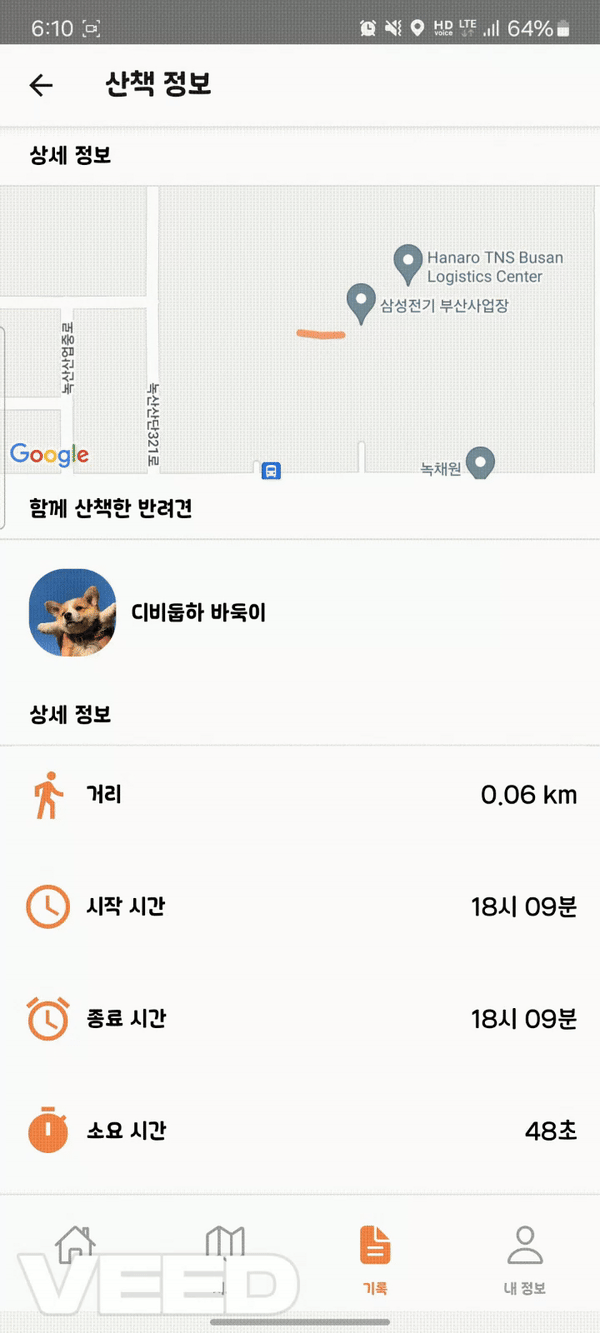 6:10
HD voice LTE 64%
산책 정보
상세 정보
Hanaro TNS Busan
Logistics Center
삼성전기 부산사업장
녹산산업중로
녹산산단321로
Google
녹채원
함께 산책한 반려견
디비둡하 바둑이
상세 정보
거리 0.06 km
시작 시간 18시 09분
종료 시간 18시 09분
소요 시간 48초
기록
내 정보
VEED